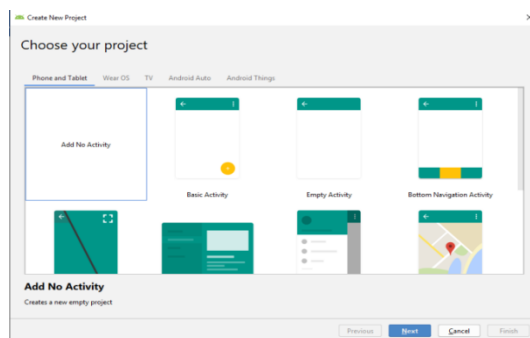 Create New Project
Choose your project
Phone and Tablet Wear OS TV Android Auto Android Things
Add No Activity
Basic Activity Empty Activity Bottom Navigation Activity
Add No Activity
Creates a new empty project
Previous Next Cancel Finish